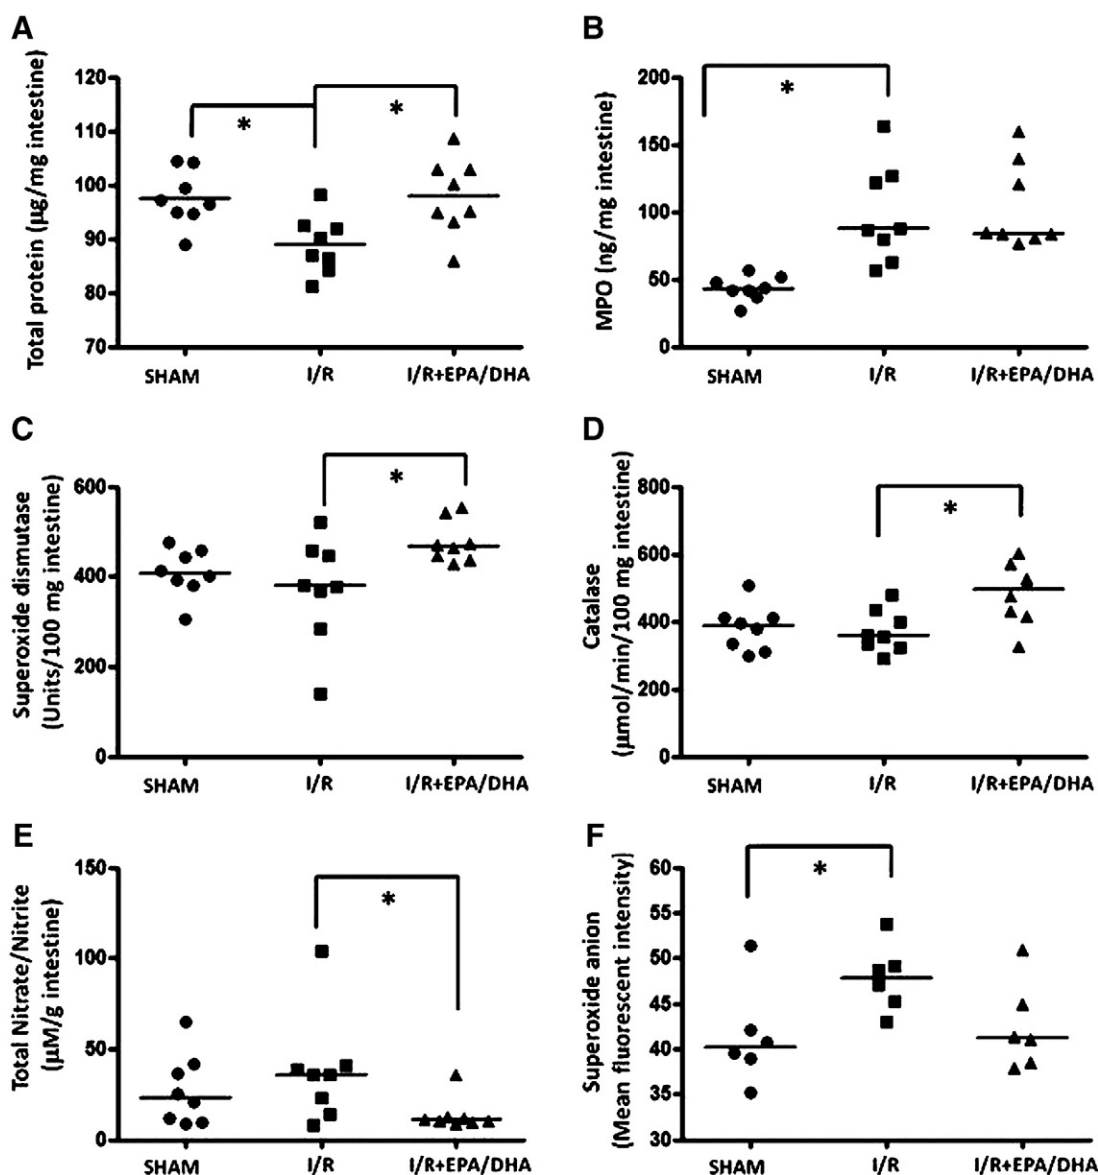 A
Total protein (µg/mg intestine)
120
110
100
90
80
70
*
*
SHAM
I/R
I/R+EPA/DHA
B
MPO (ng/mg intestine)
200
150
100
50
0
*
SHAM
I/R
I/R+EPA/DHA
C
Superoxide dismutase
(Units/100 mg intestine)
600
400
200
0
*
SHAM
I/R
I/R+EPA/DHA
D
Catalase
(µmol/min/100 mg intestine)
800
600
400
200
0
*
SHAM
I/R
I/R+EPA/DHA
E
Total Nitrate/Nitrite
(µM/g intestine)
150
100
50
0
*
SHAM
I/R
I/R+EPA/DHA
F
Superoxide anion
(Mean fluorescent intensity)
60
55
50
45
40
35
30
*
SHAM
I/R
I/R+EPA/DHA